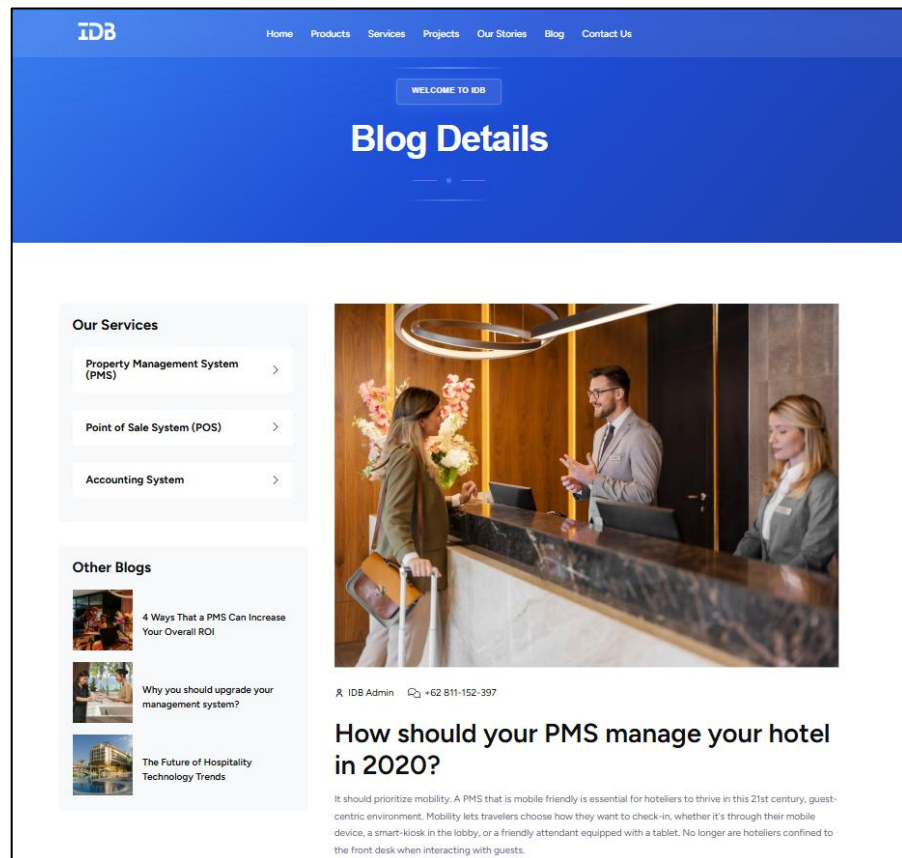 IDB
Home Products Services Projects Our Stories Blog Contact Us
WELCOME TO IDB
Blog Details
Our Services
Property Management System
(PMS)
Point of Sale System (POS)
Accounting System
Other Blogs
4 Ways That a PMS Can Increase
Your Overall ROI
Why you should upgrade your
management system?
The Future of Hospitality
Technology Trends
IDB Admin +62 811-152-397
How should your PMS manage your hotel
in 2020?
It should prioritize mobility. A PMS that is mobile friendly is essential for hoteliers to thrive in this 21st century, guest-
centric environment. Mobility lets travelers choose how they want to check-in, whether it's through their mobile
device, a smart-kiosk in the lobby, or a friendly attendant equipped with a tablet. No longer are hoteliers confined to
the front desk when interacting with guests.